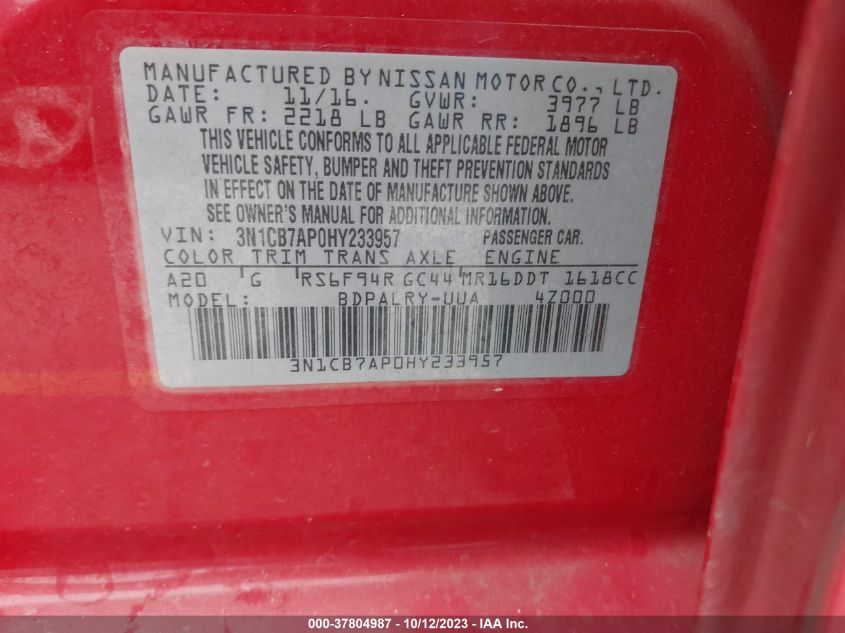 MANUFACTURED BY NISSAN MOTOR CO., LTD.
DATE: 11/16. GVWR: 3977 LB
GAWR FR: 2218 LB GAWR RR: 1896 LB
THIS VEHICLE CONFORMS TO ALL APPLICABLE FEDERAL MOTOR
VEHICLE SAFETY, BUMPER AND THEFT PREVENTION STANDARDS
IN EFFECT ON THE DATE OF MANUFACTURE SHOWN ABOVE.
SEE OWNER'S MANUAL FOR ADDITIONAL INFORMATION.
VIN: 3N1CB7AP0HY233957 PASSENGER CAR.
COLOR TRIM TRANS AXLE ENGINE
A20 'G 'RS6F94R GC44 'MR16DDT 1618CC
MODEL: BDPALRY-UUA 4Z000
3N1CB7AP0HY233957
000-37804987 - 10/12/2023 - IAA Inc.